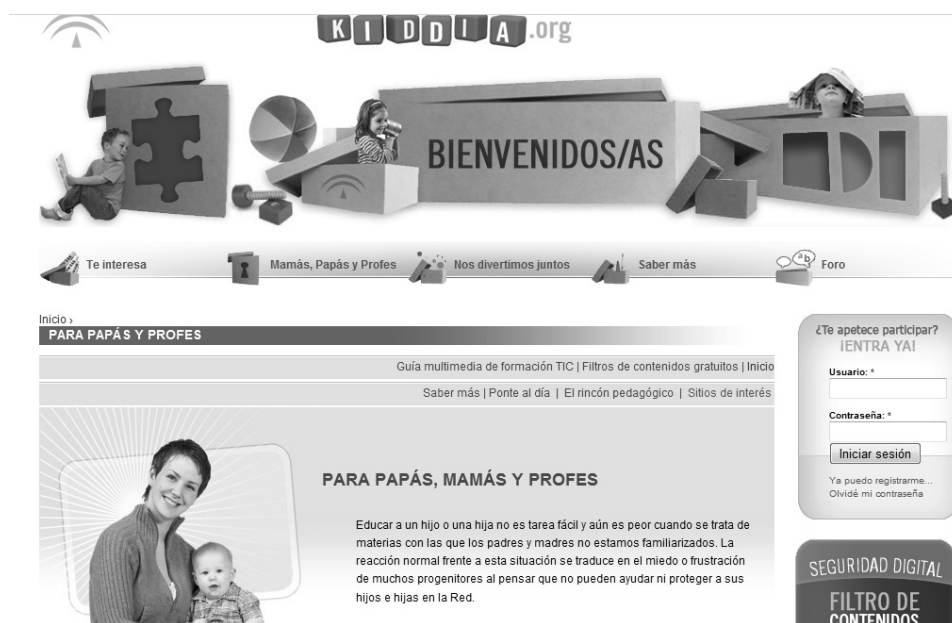 KIDDIA.org
BIENVENIDOS/AS
Te interesa
Mamás, Papás y Profes
Nos divertimos juntos
Saber más
Foro
Inicio ›
PARA PAPÁS Y PROFES
Guía multimedia de formación TIC | Filtros de contenidos gratuitos | Inicio
Saber más | Ponte al día | El rincón pedagógico | Sitios de interés
PARA PAPÁS, MAMÁS Y PROFES
Educar a un hijo o una hija no es tarea fácil y aún es peor cuando se trata de
materias con las que los padres y madres no estamos familiarizados. La
reacción normal frente a esta situación se traduce en el miedo o frustración
de muchos progenitores al pensar que no pueden ayudar ni proteger a sus
hijos e hijas en la Red.
¿Te apetece participar?
¡ENTRA YA!
Usuario: *
Contraseña: *
Iniciar sesión
Ya puedo registrarme...
Olvidé mi contraseña
SEGURIDAD DIGITAL
FILTRO DE
CONTENIDOS